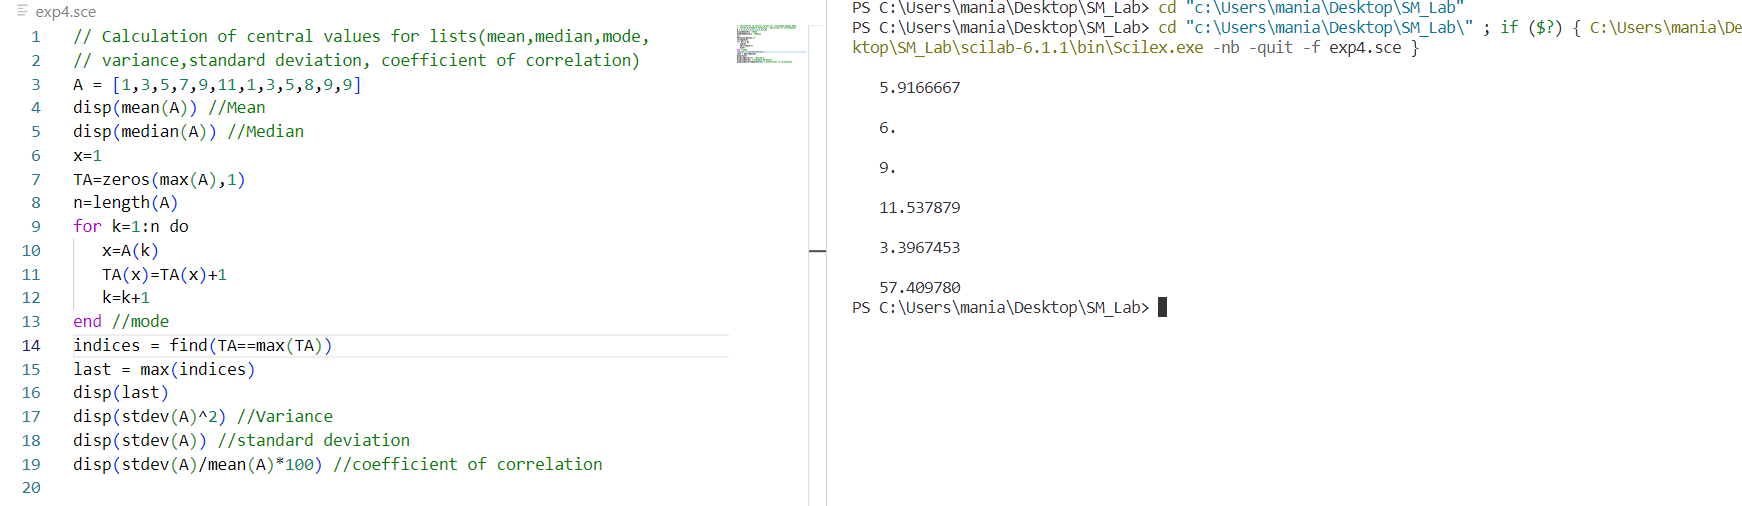 exp4.sce
1 // Calculation of central values for lists(mean,median,mode,
2 // variance,standard deviation, coefficient of correlation)
3 A = [1,3,5,7,9,11,1,3,5,8,9,9]
4 disp(mean(A)) //Mean
5 disp(median(A)) //Median
6 x=1
7 TA=zeros(max(A),1)
8 n=length(A)
9 for k=1:n do
10 x=A(k)
11 TA(x)=TA(x)+1
12 k=k+1
13 end //mode
14 indices = find(TA==max(TA))
15 last = max(indices)
16 disp(last)
17 disp(stdev(A)^2) //Variance
18 disp(stdev(A)) //standard deviation
19 disp(stdev(A)/mean(A)*100) //coefficient of correlation
20
PS C:\Users\mania\Desktop\SM_Lab> cd "c:\Users\mania\Desktop\SM_Lab"
PS C:\Users\mania\Desktop\SM_Lab> cd "c:\Users\mania\Desktop\SM_Lab\" ; if ($?) { C:\Users\mania\De
ktop\SM_Lab\scilab-6.1.1\bin\Scilex.exe -nb -quit -f exp4.sce }
5.9166667
6.
9.
11.537879
3.3967453
57.409780
PS C:\Users\mania\Desktop\SM_Lab>